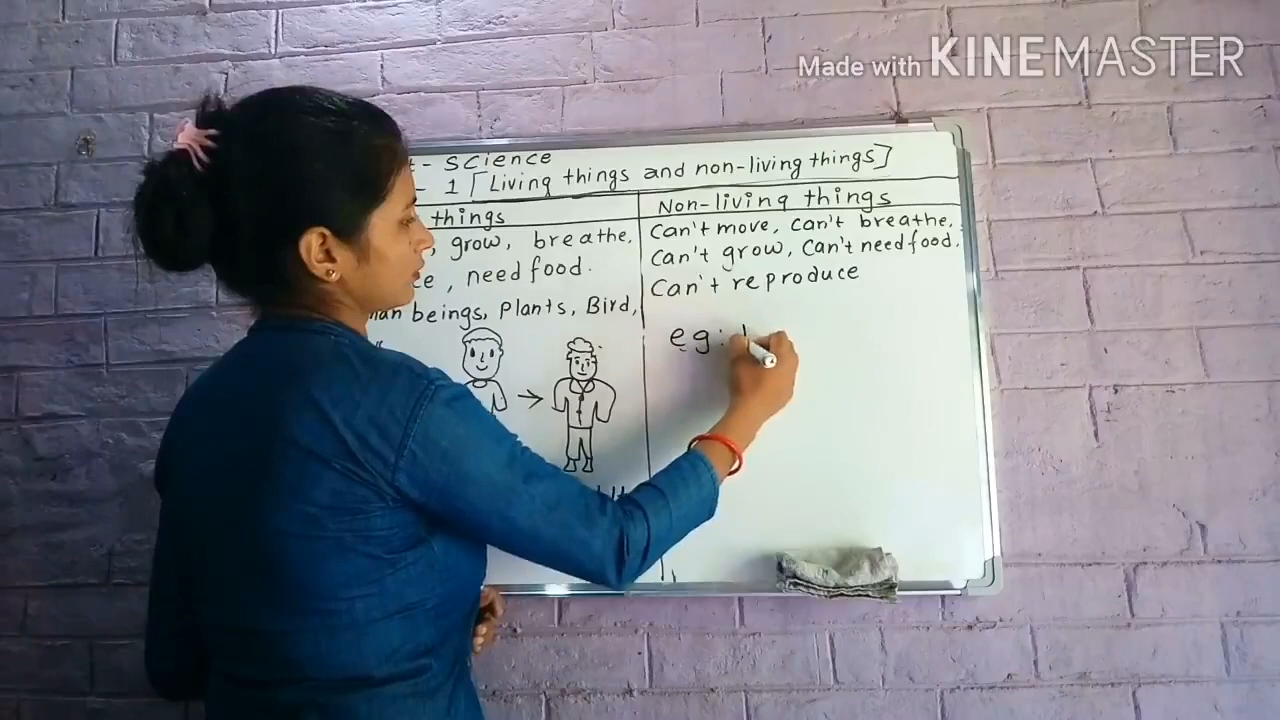 Made with KINEMASTER
- Science
- 1 [Living things and non-living things]
things
Non-living things
grow, breathe,
, need food.
beings, Plants, Bird,
Can't move, Can't breathe,
Can't grow, Can't need food.
Can't reproduce
eg: